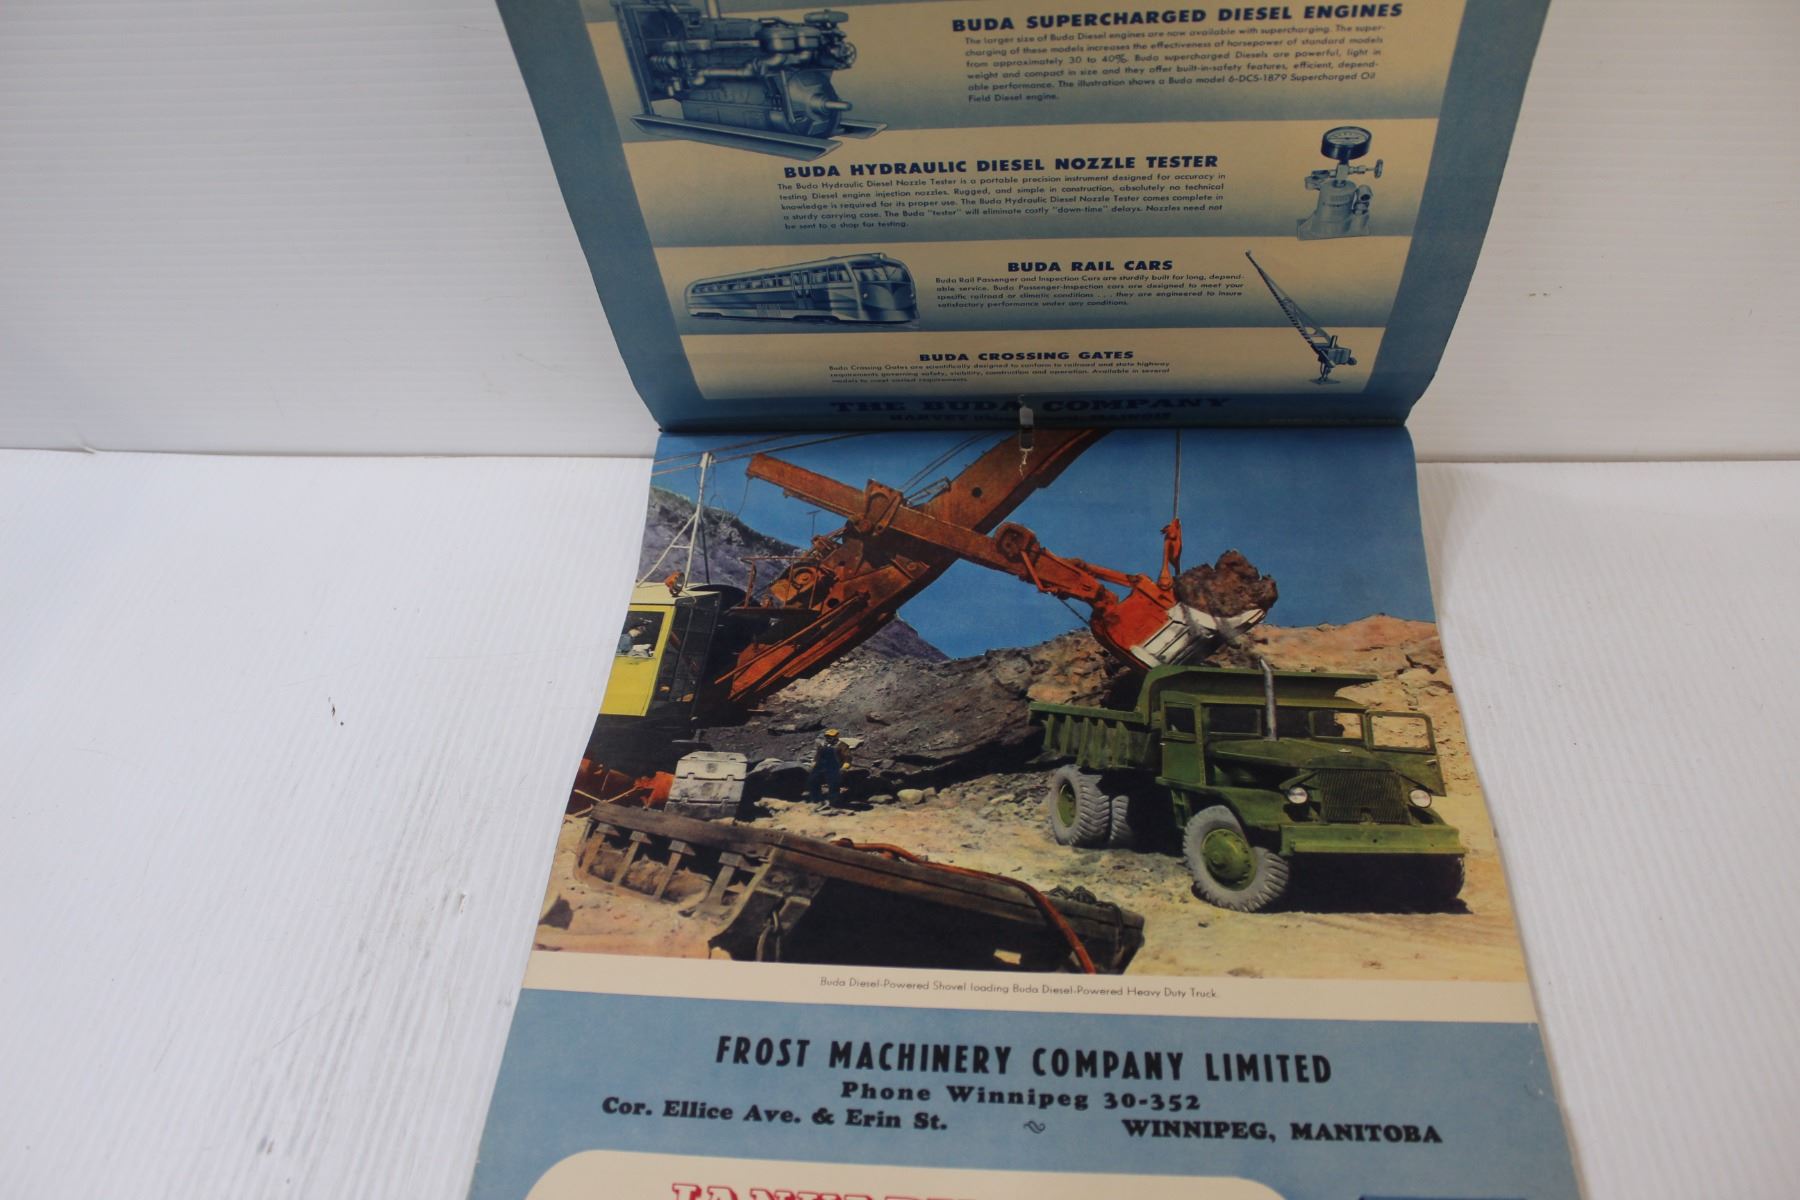 BUDA SUPERCHARGED DIESEL ENGINES
The larger size of Buda Diesel engines are now available with supercharging. The super-
charging of these models increases the effectiveness of horsepower of standard models
from approximately 30 to 40%. Buda supercharged Diesels are powerful, light in
weight and compact in size and they offer built-in-safety features, efficient, depend-
able performance. The illustration shows a Buda model 6-DCS-1879 Supercharged Oil
Field Diesel engine.
BUDA HYDRAULIC DIESEL NOZZLE TESTER
The Buda Hydraulic Diesel Nozzle Tester is a portable precision instrument designed for accuracy in
testing Diesel engine injection nozzles. Rugged, and simple in construction, absolutely no technical
knowledge is required for its proper use. The Buda Hydraulic Diesel Nozzle Tester comes complete in
a sturdy carrying case. The Buda "tester" will eliminate costly "down-time" delays. Nozzles need not
be sent to a shop for testing.
BUDA RAIL CARS
Buda Rail Passenger and Inspection Cars are sturdily built for long, depend-
able service. Buda Passenger-Inspection cars are designed to meet your
specific railroad or climatic conditions . . . they are engineered to insure
satisfactory performance under any conditions.
BUDA CROSSING GATES
Buda Crossing Gates are scientifically designed to conform to railroad and state highway
requirements governing safety, visibility, construction and operation. Available in several
models to meet varied requirements.
THE BUDA COMPANY
HARVEY ILLINOIS
Buda Diesel-Powered Shovel loading Buda Diesel-Powered Heavy Duty Truck.
FROST MACHINERY COMPANY LIMITED
Phone Winnipeg 30-352
Cor. Ellice Ave. & Erin St. WINNIPEG, MANITOBA